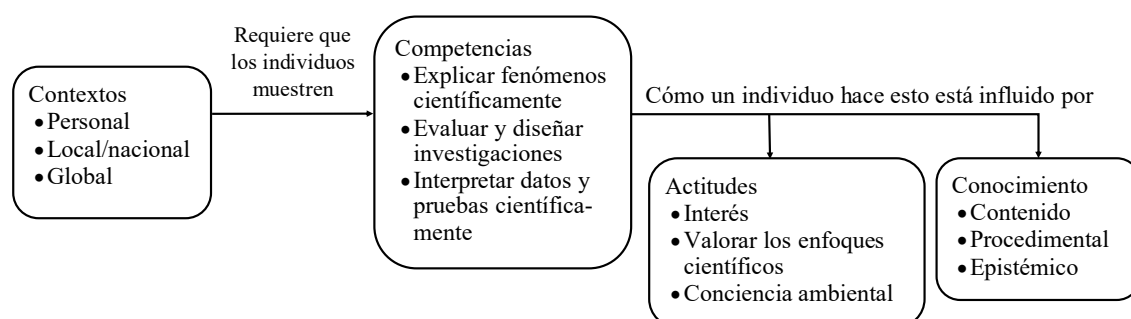 Contextos
• Personal
• Local/nacional
• Global
Requiere que
los individuos
muestren
Competencias
• Explicar fenómenos
científicamente
• Evaluar y diseñar
investigaciones
• Interpretar datos y
pruebas científica-
mente
Cómo un individuo hace esto está influido por
Actitudes
• Interés
• Valorar los enfoques
científicos
• Conciencia ambiental
Conocimiento
• Contenido
• Procedimental
• Epistémico